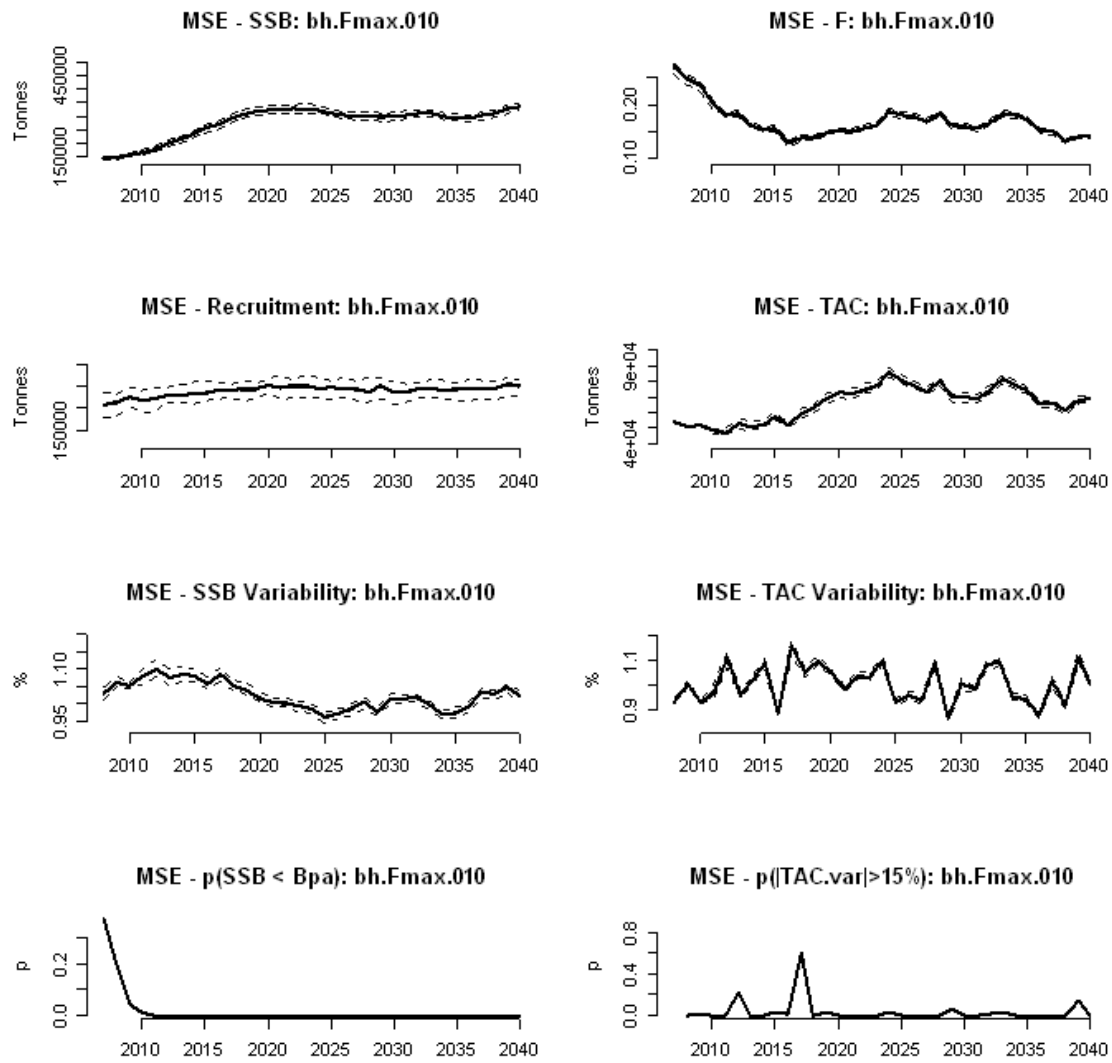 MSE - SSB: bh.Fmax.010
Tonnes
150000 450000
2010 2015 2020 2025 2030 2035 2040
MSE - F: bh.Fmax.010
0.10 0.20
2010 2015 2020 2025 2030 2035 2040
MSE - Recruitment: bh.Fmax.010
Tonnes
150000
2010 2015 2020 2025 2030 2035 2040
MSE - TAC: bh.Fmax.010
Tonnes
4e+04 9e+04
2010 2015 2020 2025 2030 2035 2040
MSE - SSB Variability: bh.Fmax.010
%
0.95 1.10
2010 2015 2020 2025 2030 2035 2040
MSE - TAC Variability: bh.Fmax.010
%
0.9 1.1
2010 2015 2020 2025 2030 2035 2040
MSE - p(SSB < Bpa): bh.Fmax.010
p
0.0 0.2
2010 2015 2020 2025 2030 2035 2040
MSE - p(|TAC.var|>15%): bh.Fmax.010
p
0.0 0.4 0.8
2010 2015 2020 2025 2030 2035 2040